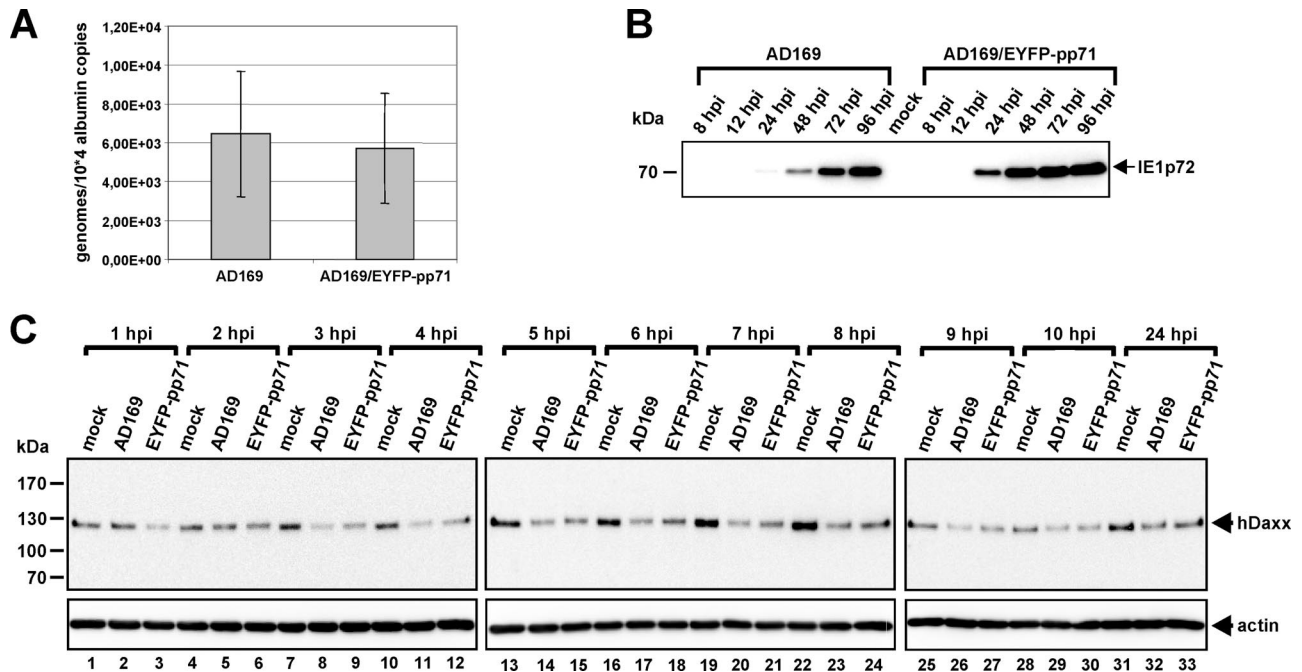 A
genomes/10*4 albumin copies
1,20E+04
1,00E+04
8,00E+03
6,00E+03
4,00E+03
2,00E+03
0,00E+00
AD169 AD169/EYFP-pp71
B
AD169 AD169/EYFP-pp71
kDa 8 hpi 12 hpi 24 hpi 48 hpi 72 hpi 96 hpi mock 8 hpi 12 hpi 24 hpi 48 hpi 72 hpi 96 hpi
70 IE1p72
C
1 hpi 2 hpi 3 hpi 4 hpi 5 hpi 6 hpi 7 hpi 8 hpi 9 hpi 10 hpi 24 hpi
mock AD169 EYFP-pp71 mock AD169 EYFP-pp71 mock AD169 EYFP-pp71 mock AD169 EYFP-pp71 mock AD169 EYFP-pp71 mock AD169 EYFP-pp71 mock AD169 EYFP-pp71 mock AD169 EYFP-pp71 mock AD169 EYFP-pp71 mock AD169 EYFP-pp71 mock AD169 EYFP-pp71
kDa
170
130 hDaxx
100
70
actin
1 2 3 4 5 6 7 8 9 10 11 12 13 14 15 16 17 18 19 20 21 22 23 24 25 26 27 28 29 30 31 32 33